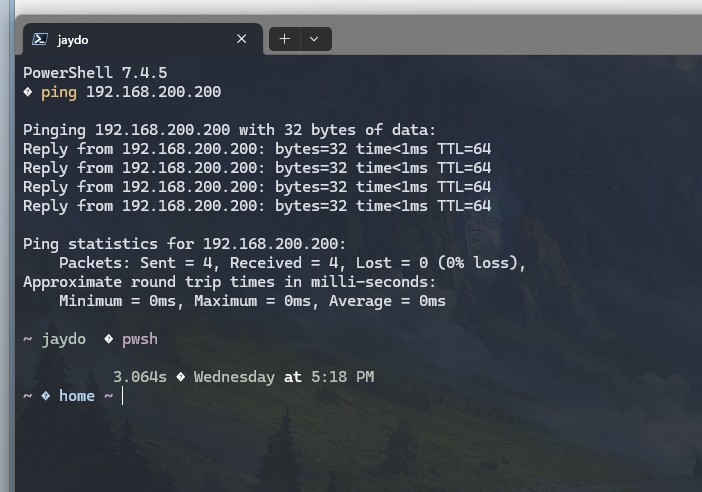 jaydo
PowerShell 7.4.5
� ping 192.168.200.200
Pinging 192.168.200.200 with 32 bytes of data:
Reply from 192.168.200.200: bytes=32 time<1ms TTL=64
Reply from 192.168.200.200: bytes=32 time<1ms TTL=64
Reply from 192.168.200.200: bytes=32 time<1ms TTL=64
Reply from 192.168.200.200: bytes=32 time<1ms TTL=64
Ping statistics for 192.168.200.200:
Packets: Sent = 4, Received = 4, Lost = 0 (0% loss),
Approximate round trip times in milli-seconds:
Minimum = 0ms, Maximum = 0ms, Average = 0ms
~ jaydo � pwsh
3.064s � Wednesday at 5:18 PM
~ � home ~